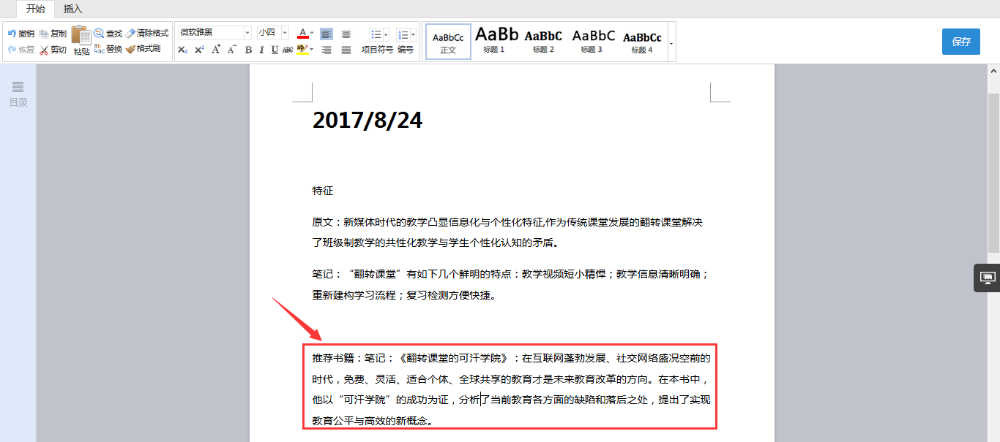 开始 插入
撤销 复制 查找 清除格式 微软雅黑 小四 A
恢复 剪切 粘贴 替换 格式刷 X₂ X² A⁺ A⁻ B I U ABC ab 项目符号 编号
AaBbCc AaBb AaBbC AaBbC AaBbCc
正文 标题 1 标题 2 标题 3 标题 4
保存
目录
2017/8/24
特征
原文：新媒体时代的教学凸显信息化与个性化特征,作为传统课堂发展的翻转课堂解决
了班级制教学的共性化教学与学生个性化认知的矛盾。
笔记：“翻转课堂”有如下几个鲜明的特点：教学视频短小精悍；教学信息清晰明确；
重新建构学习流程；复习检测方便快捷。
推荐书籍：笔记：《翻转课堂的可汗学院》：在互联网蓬勃发展、社交网络盛况空前的
时代，免费、灵活、适合个体、全球共享的教育才是未来教育改革的方向。在本书中，
他以“可汗学院”的成功为证，分析了当前教育各方面的缺陷和落后之处，提出了实现
教育公平与高效的新概念。